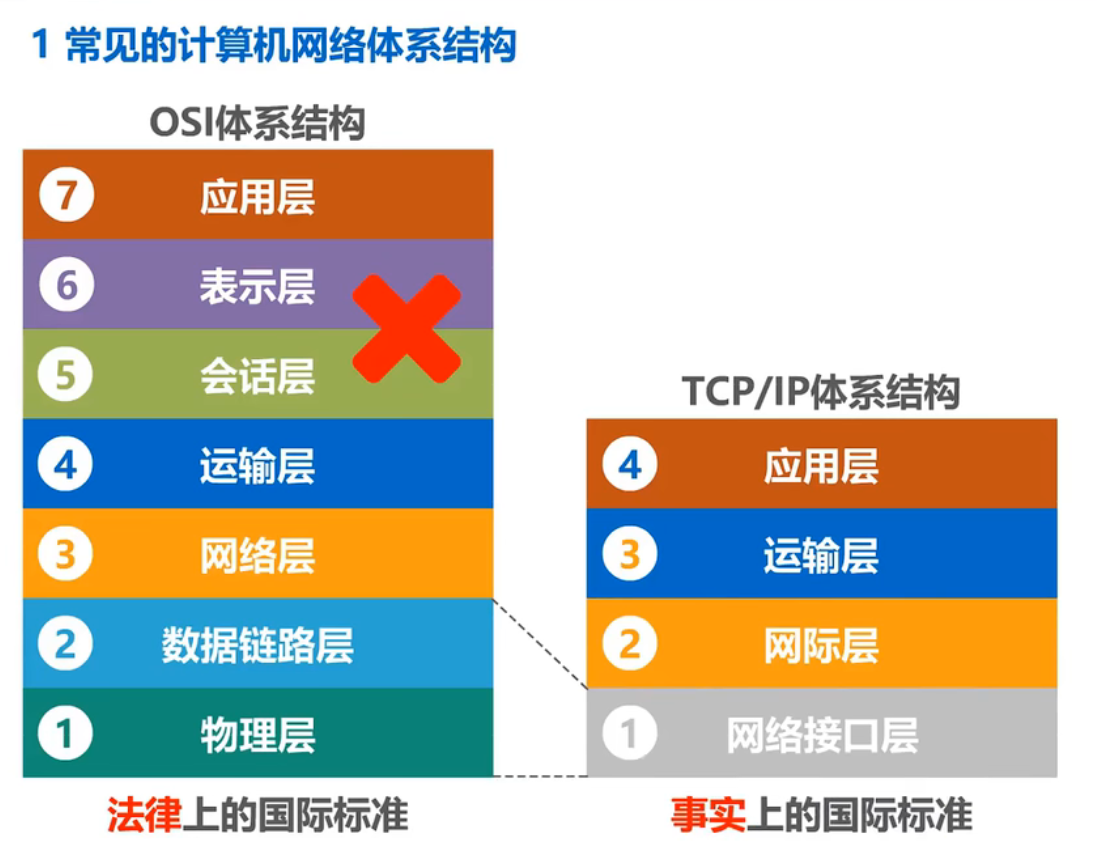 1 常见的计算机网络体系结构
OSI体系结构
7 应用层
6 表示层
5 会话层
4 运输层
3 网络层
2 数据链路层
1 物理层
法律上的国际标准
TCP/IP体系结构
4 应用层
3 运输层
2 网际层
1 网络接口层
事实上的国际标准